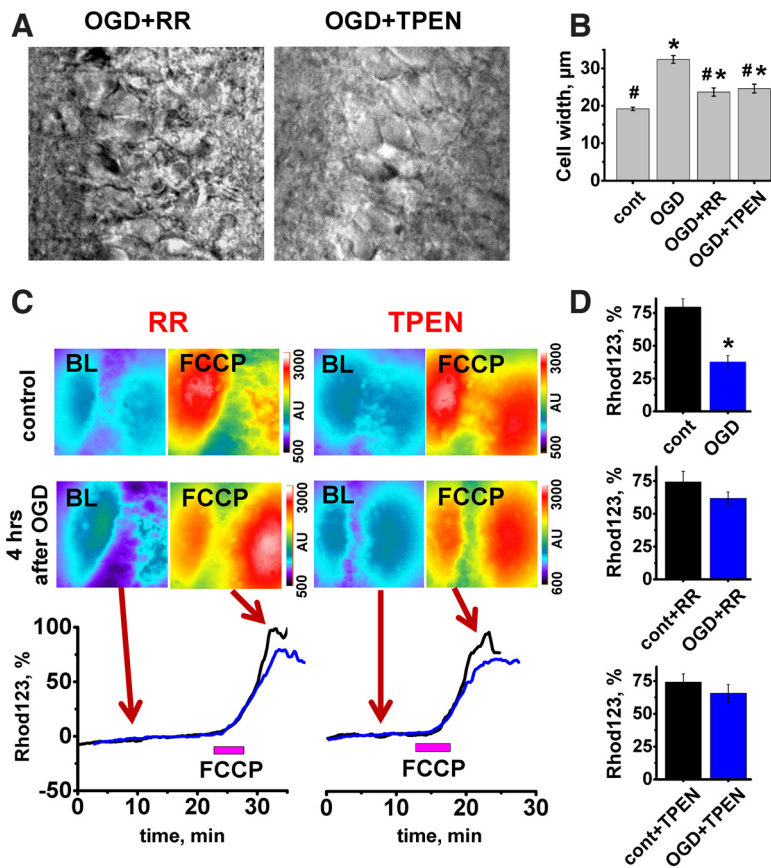 A
OGD+RR
OGD+TPEN
B
Cell width, µm
30
20
10
0
#
*
# *
# *
cont
OGD
OGD+RR
OGD+TPEN
C
RR
TPEN
control
BL
FCCP
3000
AU
500
BL
FCCP
3000
AU
500
4 hrs
after OGD
BL
FCCP
3000
AU
500
BL
FCCP
3000
AU
600
Rhod123, %
100
50
0
-50
FCCP
0 10 20 30
time, min
FCCP
0 10 20 30
time, min
D
Rhod123, %
75
50
25
0
*
cont
OGD
Rhod123, %
75
50
25
0
cont+RR
OGD+RR
Rhod123, %
75
50
25
0
cont+TPEN
OGD+TPEN